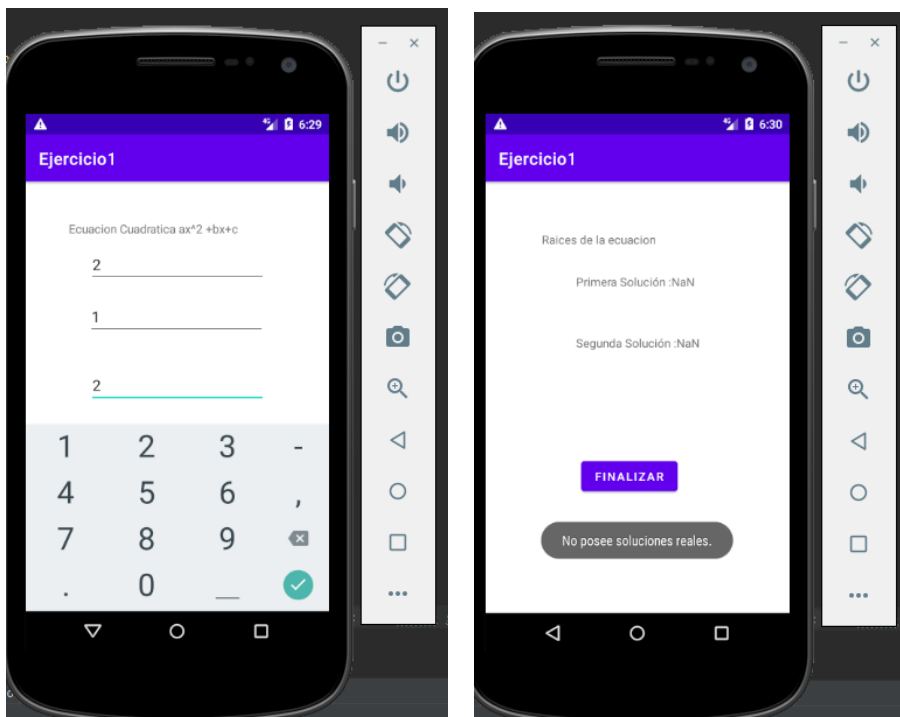 4G 6:29
Ejercicio1
Ecuacion Cuadratica ax^2 +bx+c
2
1
2
1 2 3 -
4 5 6 ,
7 8 9
. 0 _
4G 6:30
Ejercicio1
Raices de la ecuacion
Primera Solución :NaN
Segunda Solución :NaN
FINALIZAR
No posee soluciones reales.